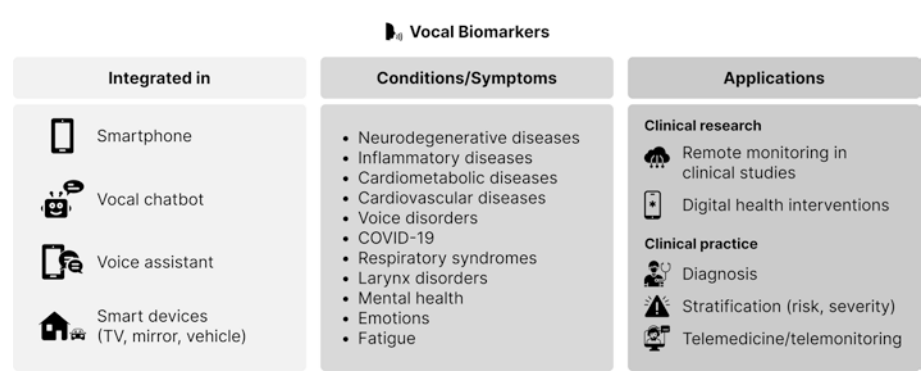 Vocal Biomarkers
Integrated in
Smartphone
Vocal chatbot
Voice assistant
Smart devices
(TV, mirror, vehicle)
Conditions/Symptoms
• Neurodegenerative diseases
• Inflammatory diseases
• Cardiometabolic diseases
• Cardiovascular diseases
• Voice disorders
• COVID-19
• Respiratory syndromes
• Larynx disorders
• Mental health
• Emotions
• Fatigue
Applications
Clinical research
Remote monitoring in
clinical studies
Digital health interventions
Clinical practice
Diagnosis
Stratification (risk, severity)
Telemedicine/telemonitoring